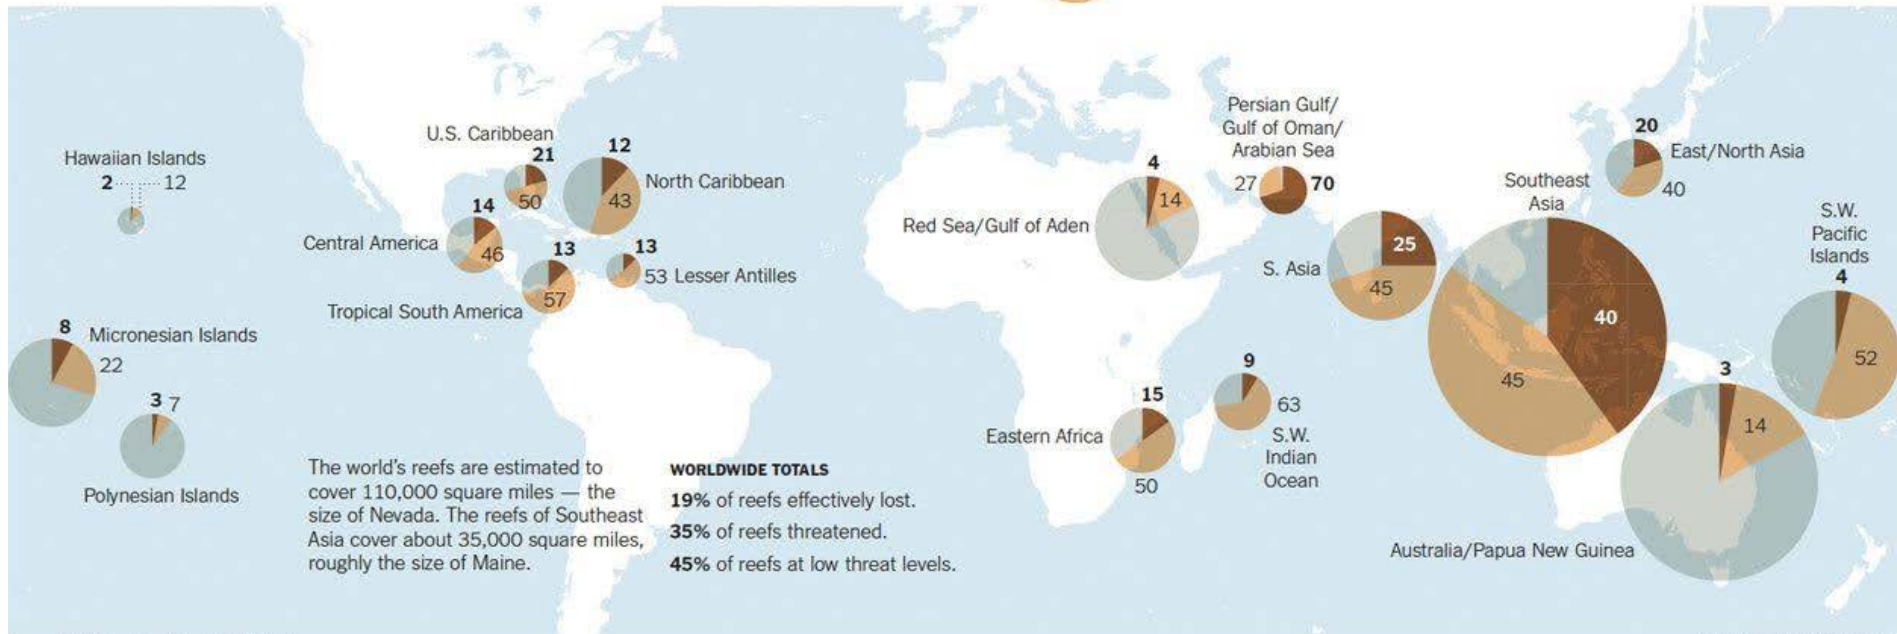 Hawaiian Islands
2
12
8
Micronesian Islands
22
3
7
Polynesian Islands
U.S. Caribbean
21
50
12
North Caribbean
43
14
Central America
46
13
57
Tropical South America
13
53
Lesser Antilles
The world's reefs are estimated to
cover 110,000 square miles — the
size of Nevada. The reefs of Southeast
Asia cover about 35,000 square miles,
roughly the size of Maine.
WORLDWIDE TOTALS
19% of reefs effectively lost.
35% of reefs threatened.
45% of reefs at low threat levels.
4
14
Red Sea/Gulf of Aden
Persian Gulf/
Gulf of Oman/
Arabian Sea
27
70
25
S. Asia
45
15
Eastern Africa
50
9
63
S.W.
Indian
Ocean
Southeast
Asia
40
45
20
East/North Asia
40
S.W.
Pacific
Islands
4
52
3
14
Australia/Papua New Guinea